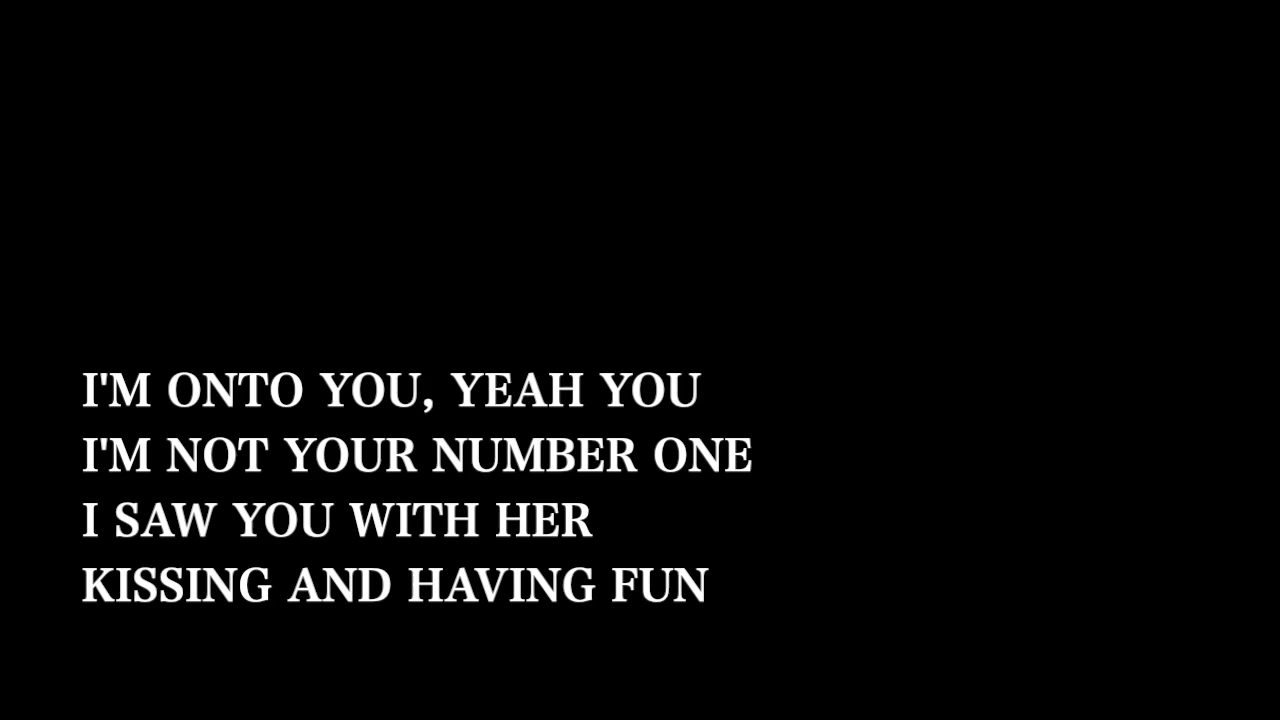 I'M ONTO YOU, YEAH YOU
I'M NOT YOUR NUMBER ONE
I SAW YOU WITH HER
KISSING AND HAVING FUN